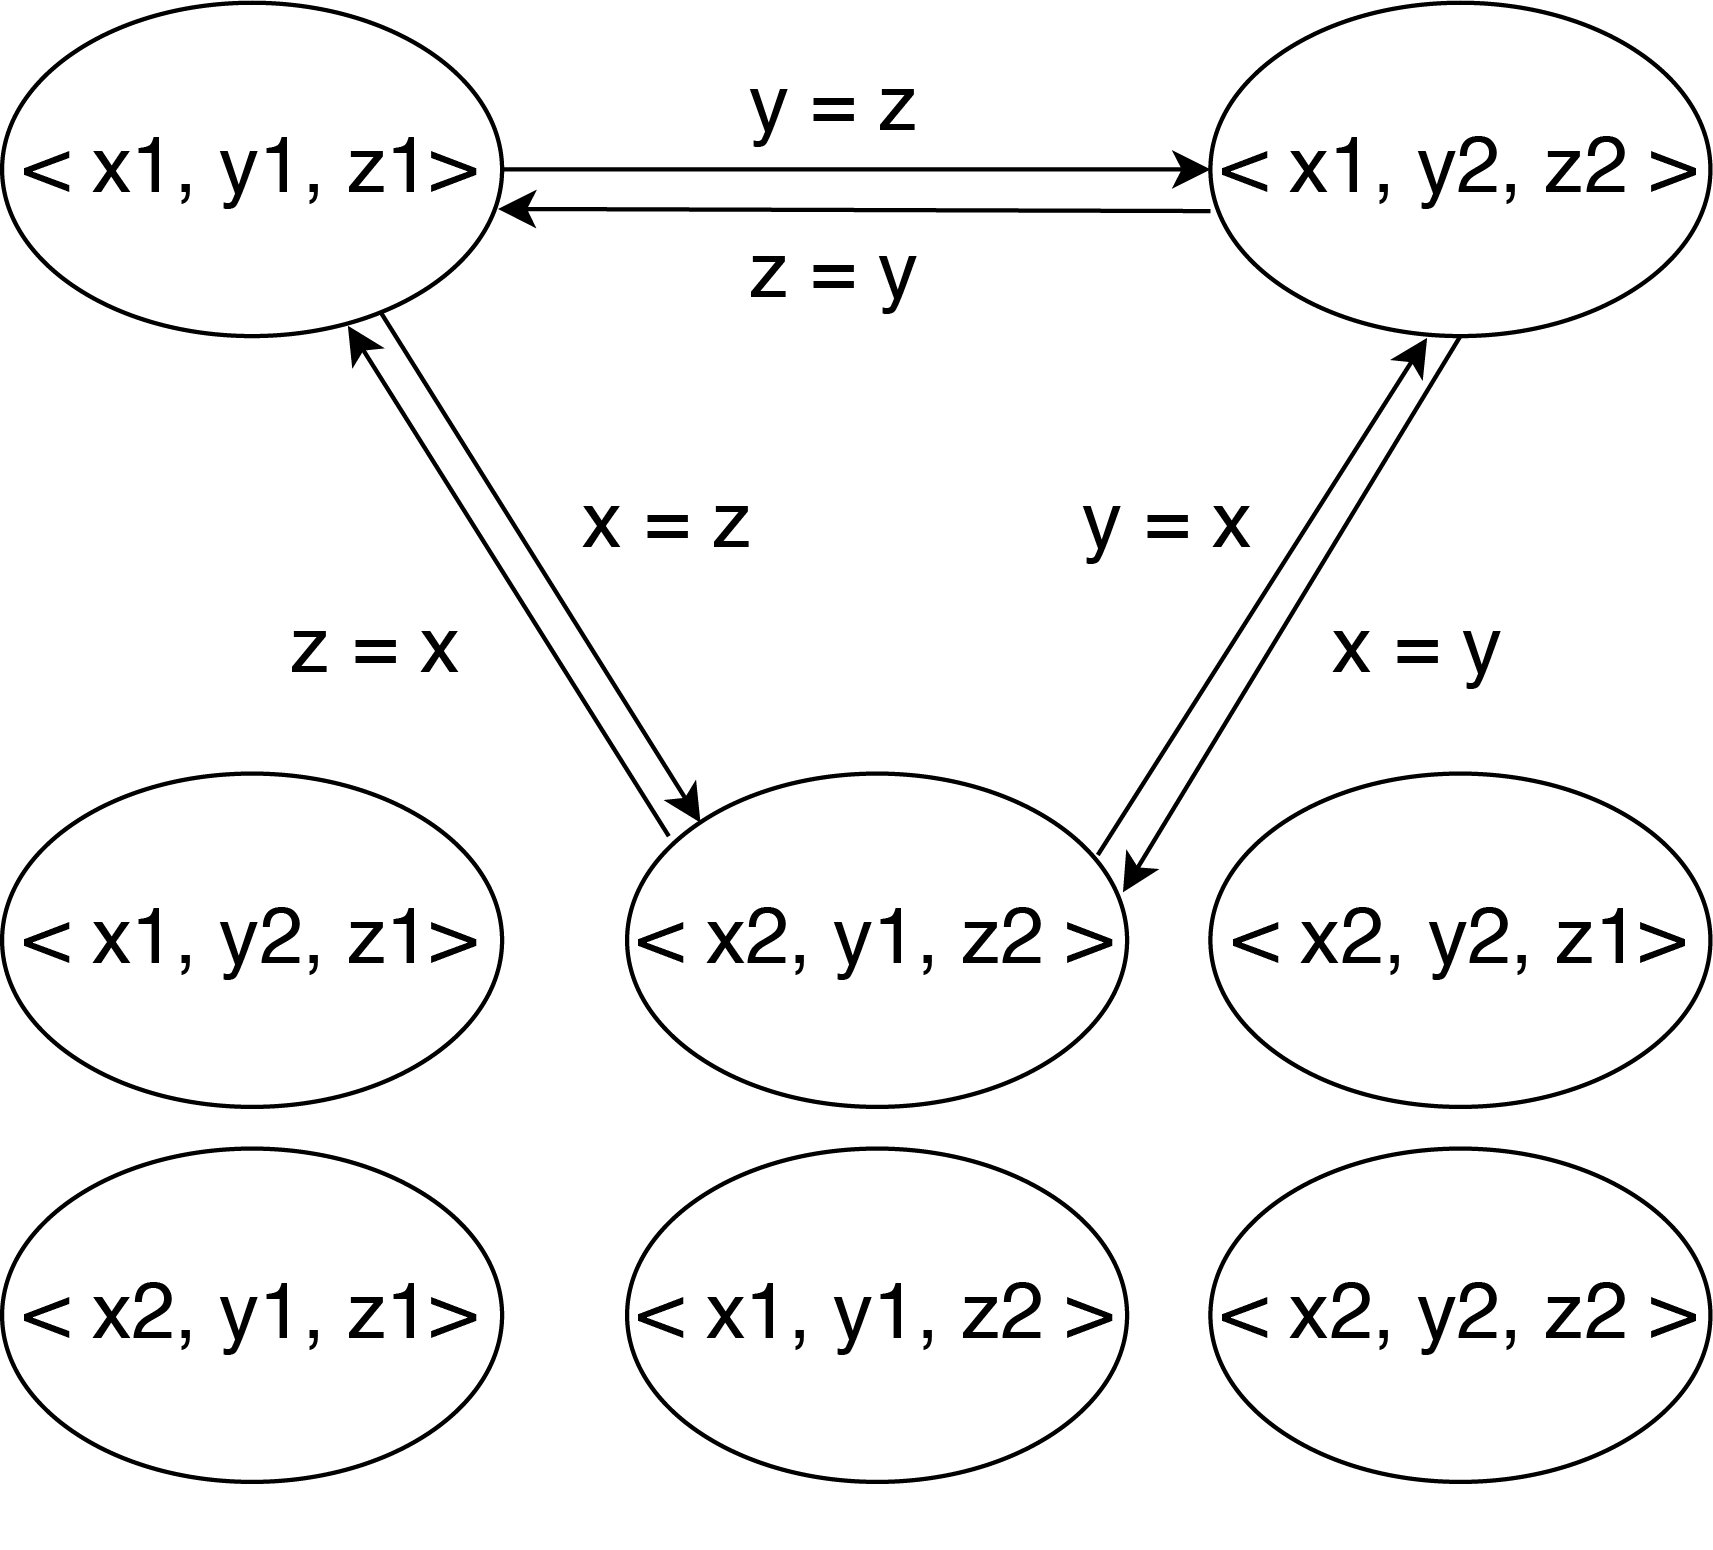 < x1, y1, z1>
y = z
< x1, y2, z2 >
z = y
x = z
y = x
z = x
x = y
< x1, y2, z1>
< x2, y1, z2 >
< x2, y2, z1>
< x2, y1, z1>
< x1, y1, z2 >
< x2, y2, z2 >